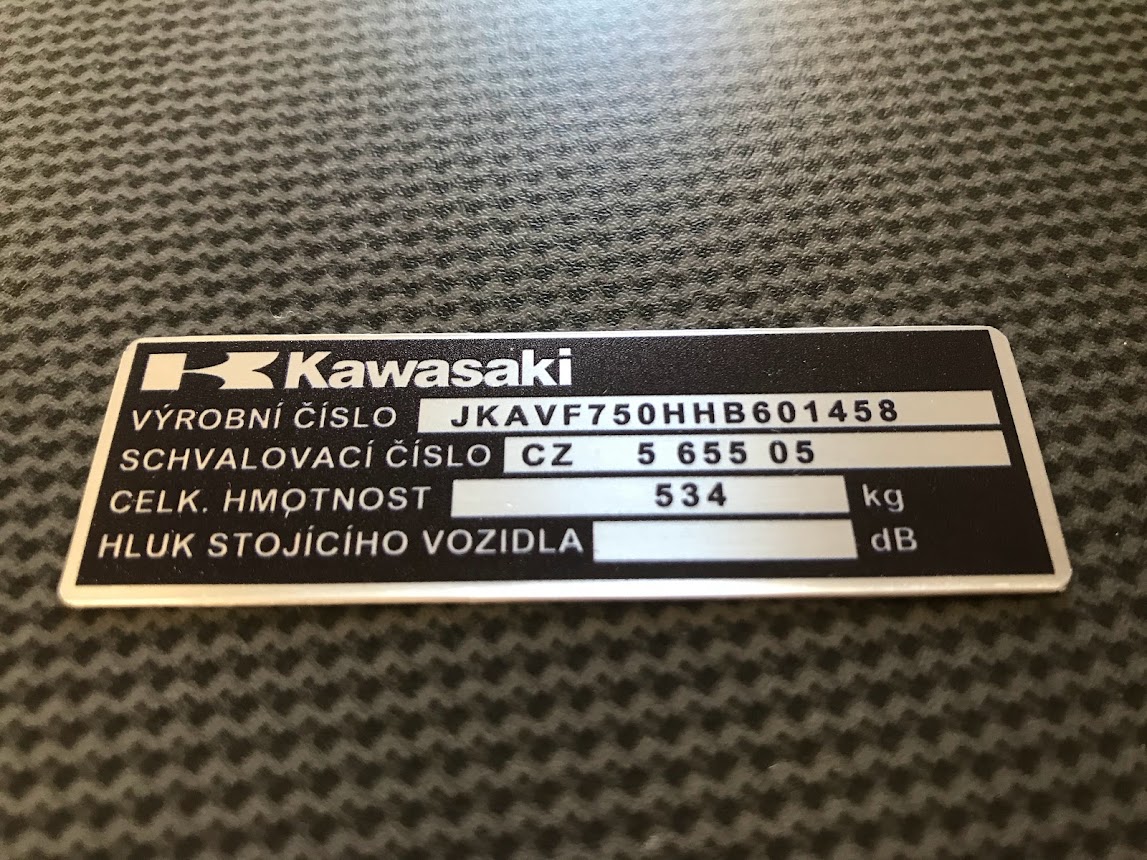 Kawasaki
VÝROBNÍ ČÍSLO JKAVF750HHB601458
SCHVALOVACÍ ČÍSLO CZ 5 655 05
CELK. HMOTNOST 534 kg
HLUK STOJÍCÍHO VOZIDLA dB